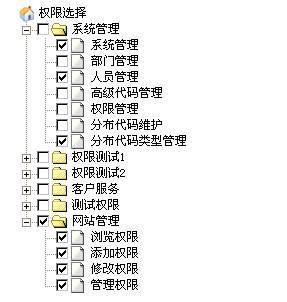 权限选择
系统管理
系统管理
部门管理
人员管理
高级代码管理
权限管理
分布代码维护
分布代码类型管理
权限测试1
权限测试2
客户服务
测试权限
网站管理
浏览权限
添加权限
修改权限
管理权限